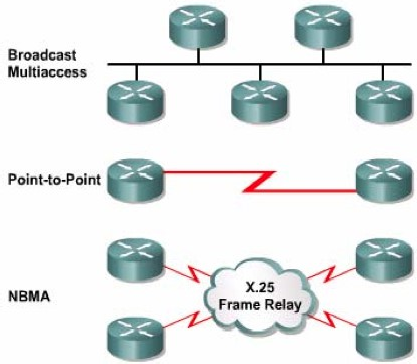 Broadcast
Multiaccess
Point-to-Point
NBMA
X.25
Frame Relay